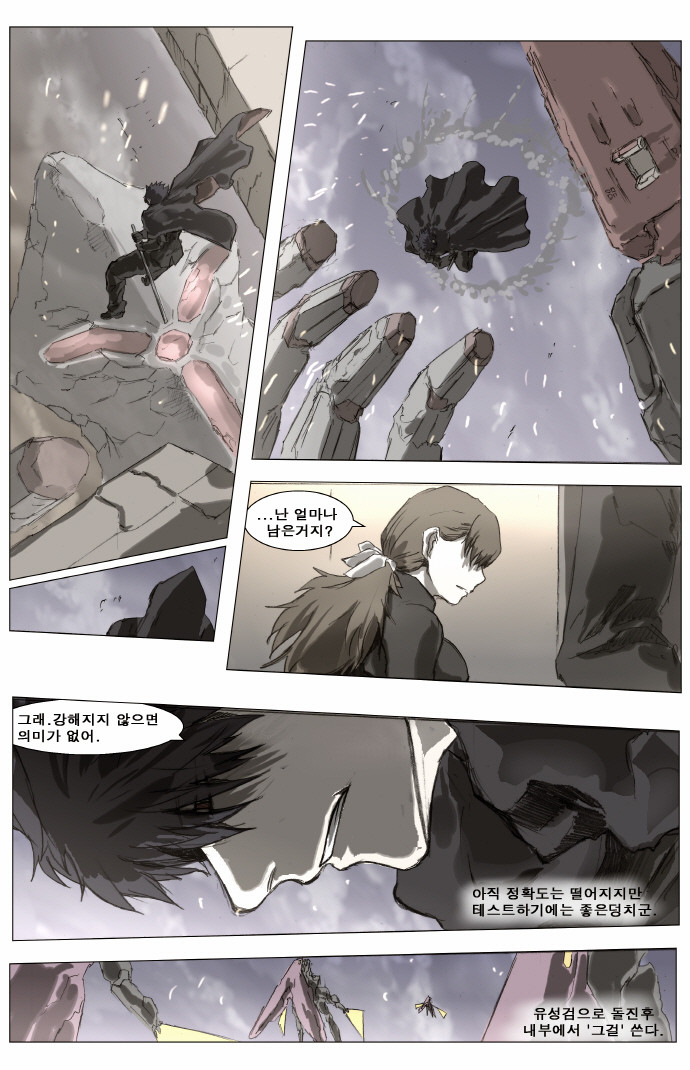 ...난 얼마나
남은거지?
그래.강해지지 않으면
의미가 없어.
아직 정확도는 떨어지지만
테스트하기에는 좋은덩치군.
유성검으로 돌진후
내부에서 '그걸' 쓴다.